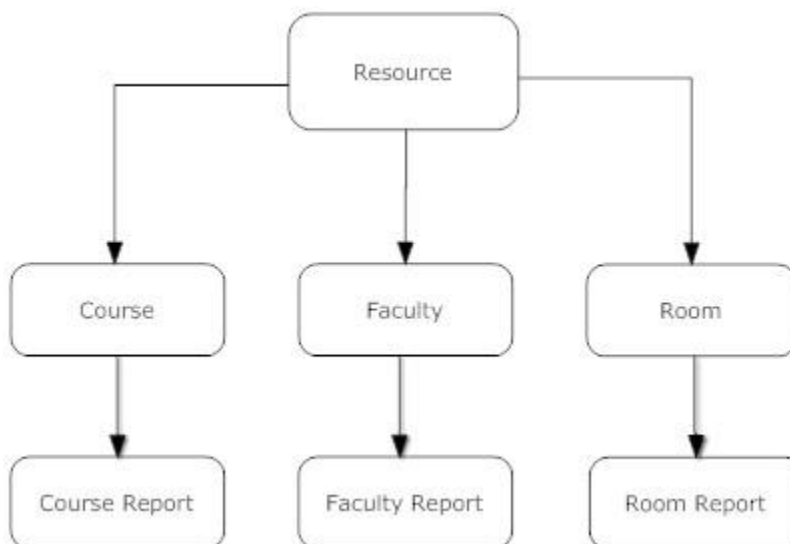 Resource
Course
Faculty
Room
Course Report
Faculty Report
Room Report